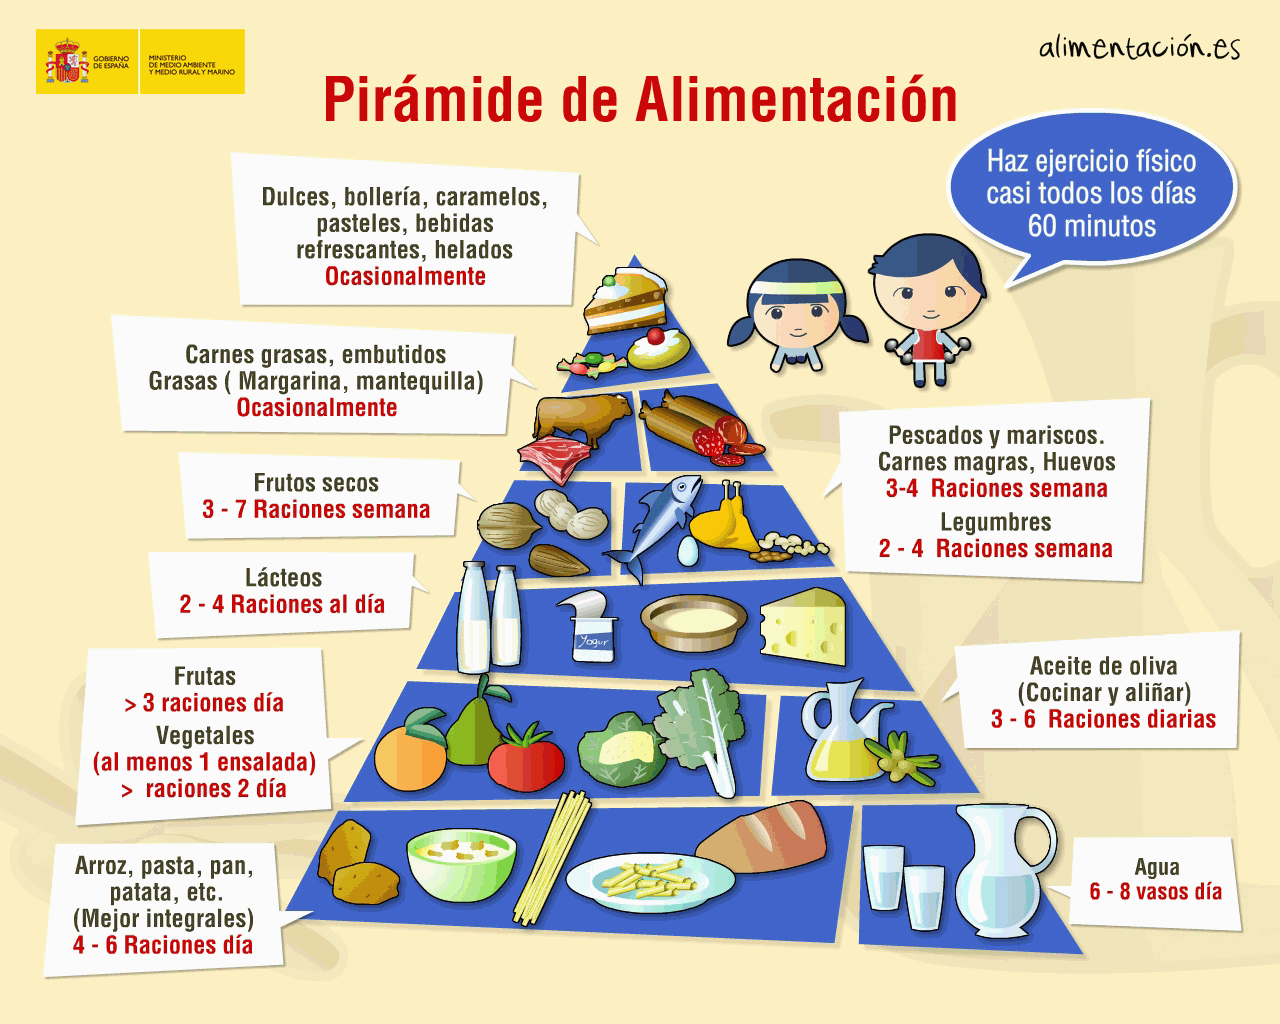 GOBIERNO
DE ESPAÑA
MINISTERIO
DE MEDIO AMBIENTE
Y MEDIO RURAL Y MARINO
alimentación.es
Pirámide de Alimentación
Haz ejercicio físico
casi todos los días
60 minutos
Dulces, bollería, caramelos,
pasteles, bebidas
refrescantes, helados
Ocasionalmente
Carnes grasas, embutidos
Grasas ( Margarina, mantequilla)
Ocasionalmente
Pescados y mariscos.
Carnes magras, Huevos
3-4 Raciones semana
Legumbres
2 - 4 Raciones semana
Frutos secos
3 - 7 Raciones semana
Lácteos
2 - 4 Raciones al día
Yogur
Frutas
> 3 raciones día
Vegetales
(al menos 1 ensalada)
> raciones 2 día
Aceite de oliva
(Cocinar y aliñar)
3 - 6 Raciones diarias
Arroz, pasta, pan,
patata, etc.
(Mejor integrales)
4 - 6 Raciones día
Agua
6 - 8 vasos día